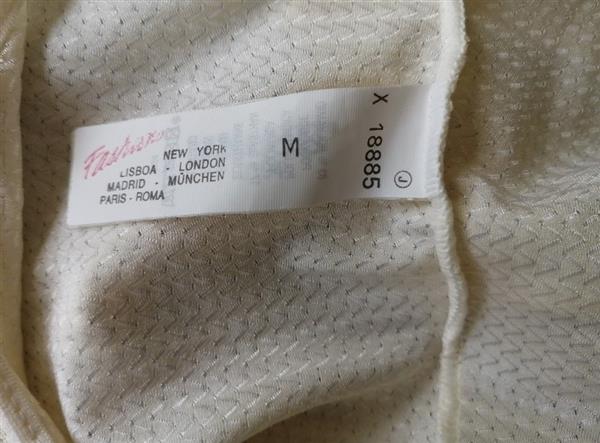 Fashion
NEW YORK
LISBOA - LONDON
MADRID - MÜNCHEN
PARIS - ROMA
M
X 18885
J